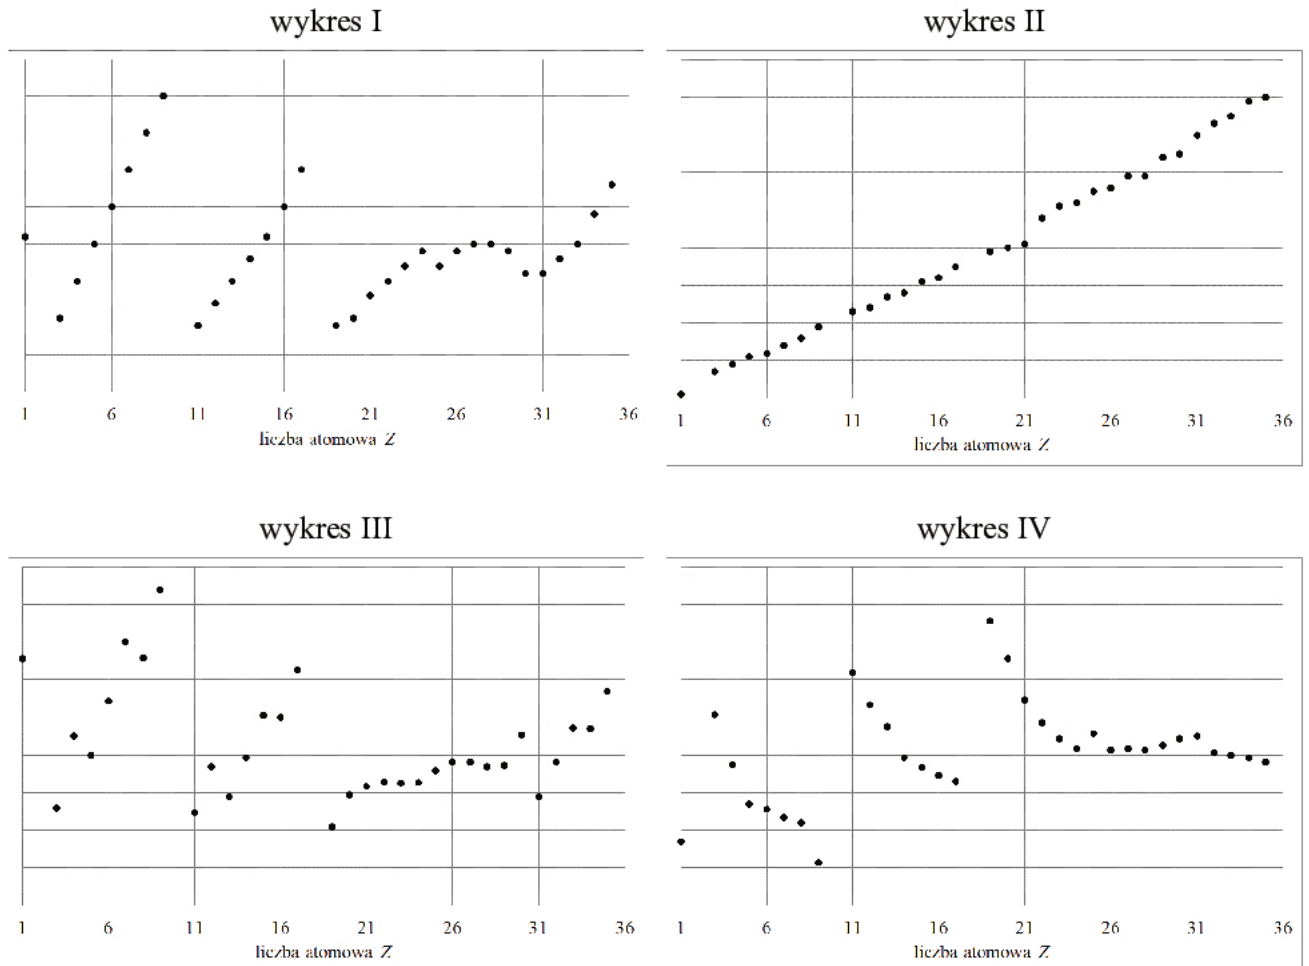 wykres I
1 6 11 16 21 26 31 36
liczba atomowa Z
wykres II
1 6 11 16 21 26 31 36
liczba atomowa Z
wykres III
1 6 11 16 21 26 31 36
liczba atomowa Z
wykres IV
1 6 11 16 21 26 31 36
liczba atomowa Z